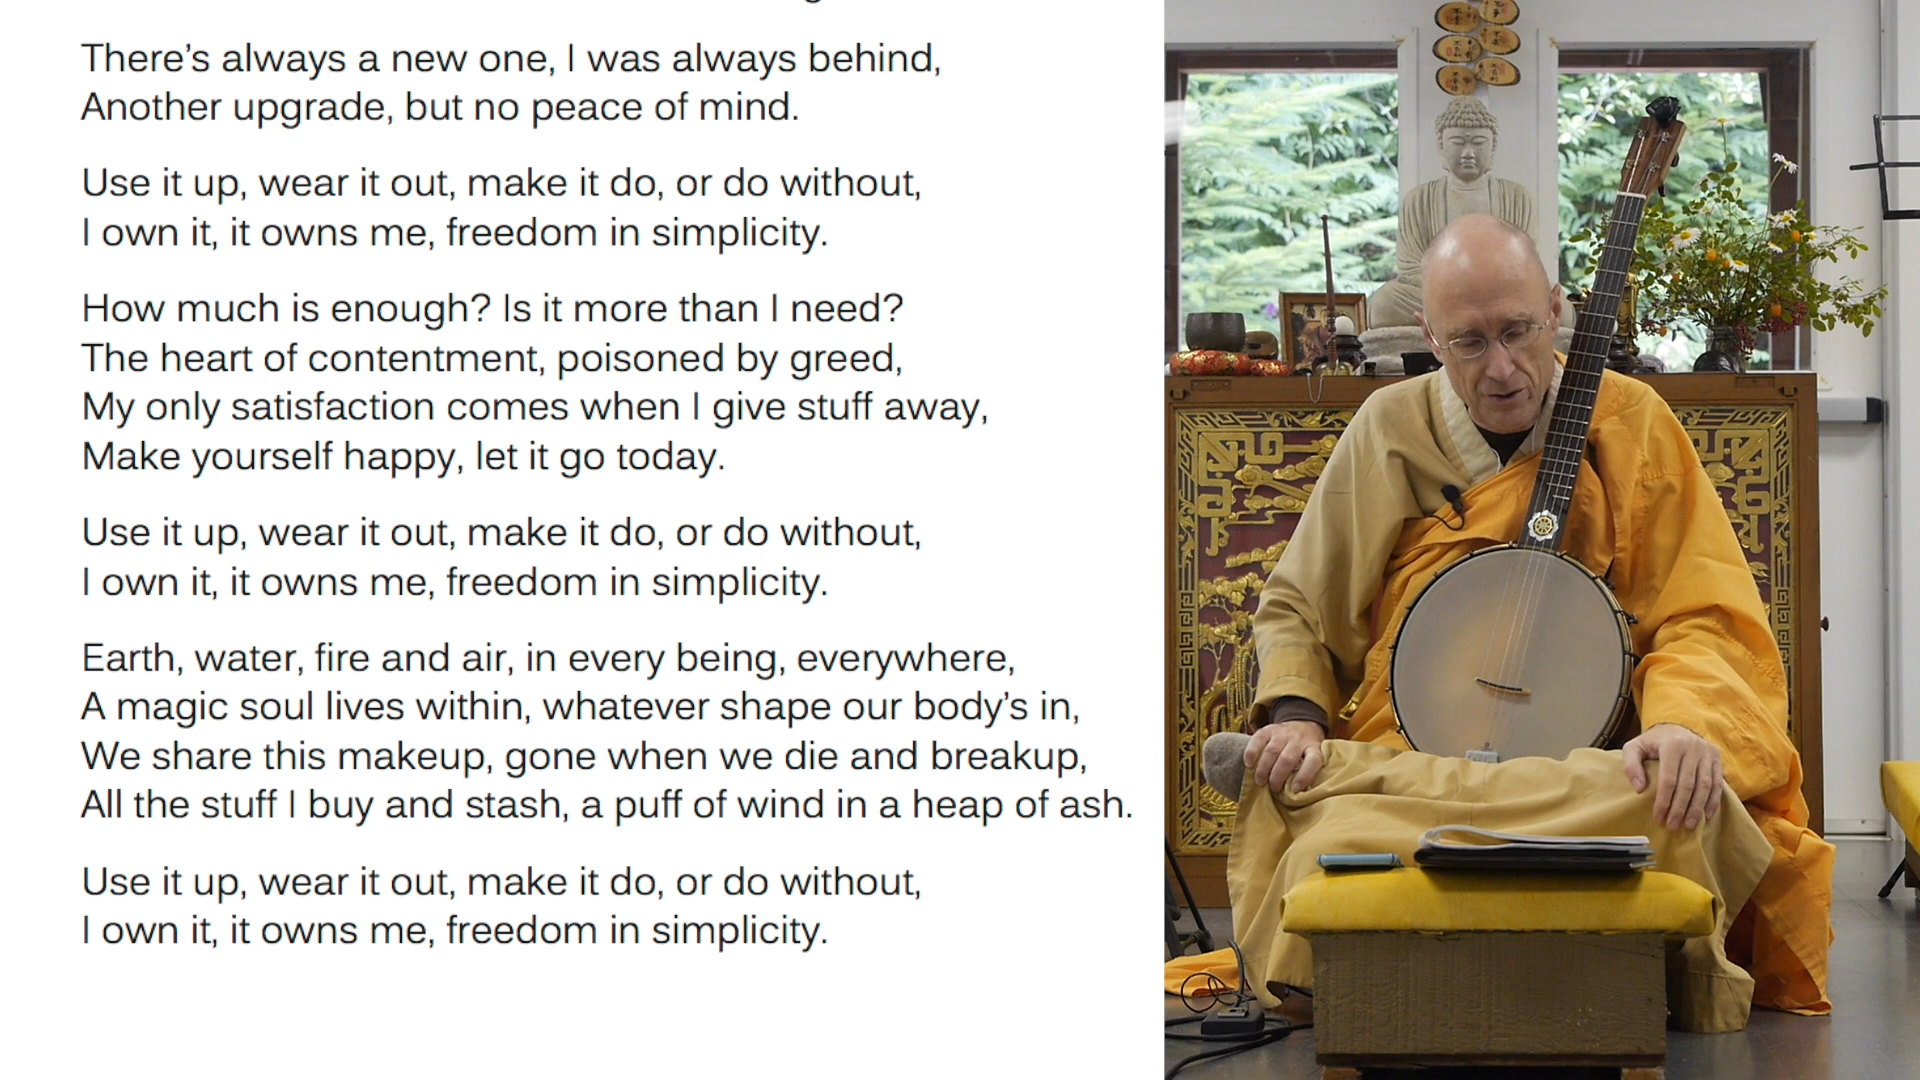 There's always a new one, I was always behind,
Another upgrade, but no peace of mind.
Use it up, wear it out, make it do, or do without,
I own it, it owns me, freedom in simplicity.
How much is enough? Is it more than I need?
The heart of contentment, poisoned by greed,
My only satisfaction comes when I give stuff away,
Make yourself happy, let it go today.
Use it up, wear it out, make it do, or do without,
I own it, it owns me, freedom in simplicity.
Earth, water, fire and air, in every being, everywhere,
A magic soul lives within, whatever shape our body's in,
We share this makeup, gone when we die and breakup,
All the stuff I buy and stash, a puff of wind in a heap of ash.
Use it up, wear it out, make it do, or do without,
I own it, it owns me, freedom in simplicity.